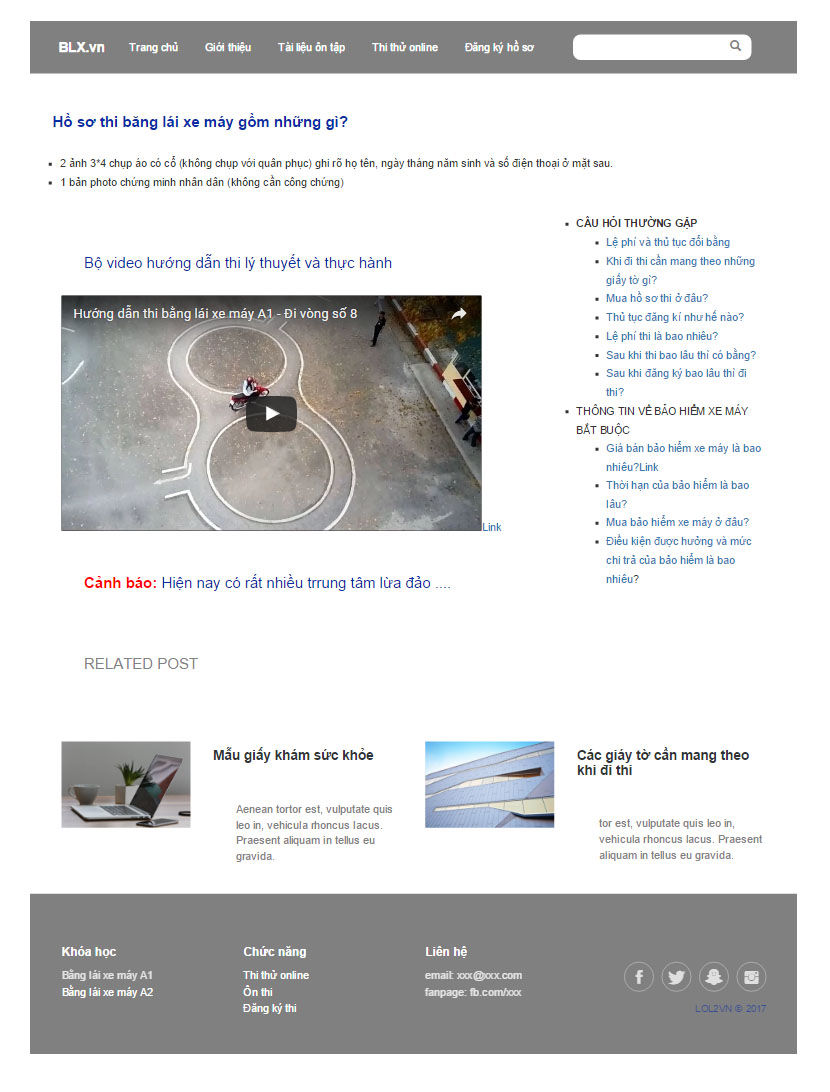 BLX.vn Trang chủ Giới thiệu Tài liệu ôn tập Thi thử online Đăng ký hồ sơ
Hồ sơ thi băng lái xe máy gồm những gì?
2 ảnh 3*4 chụp áo có cổ (không chụp với quân phục) ghi rõ họ tên, ngày tháng năm sinh và số điện thoại ở mặt sau.
1 bản photo chứng minh nhân dân (không cần công chứng)
Bộ video hướng dẫn thi lý thuyết và thực hành
Hướng dẫn thi bằng lái xe máy A1 - Đi vòng số 8
Link
Cảnh báo: Hiện nay có rất nhiều trrung tâm lừa đảo ....
CÂU HỎI THƯỜNG GẶP
Lệ phí và thủ tục đổi bằng
Khi đi thi cần mang theo những
giấy tờ gì?
Mua hồ sơ thi ở đâu?
Thủ tục đăng kí như hế nào?
Lệ phí thi là bao nhiêu?
Sau khi thi bao lâu thí có bằng?
Sau khi đăng ký bao lâu thí đi
thi?
THÔNG TIN VỀ BẢO HIỂM XE MÁY
BẮT BUỘC
Giá bán bảo hiểm xe máy là bao
nhiêu?Link
Thời hạn của bảo hiểm là bao
lâu?
Mua bảo hiểm xe máy ở đâu?
Điều kiện được hưởng và mức
chi trả của bảo hiểm là bao
nhiêu?
RELATED POST
Mẫu giấy khám sức khỏe
Aenean tortor est, vulputate quis
leo in, vehicula rhoncus lacus.
Praesent aliquam in tellus eu
gravida.
Các giáy tờ cần mang theo
khi đi thi
tor est, vulputate quis leo in,
vehicula rhoncus lacus. Praesent
aliquam in tellus eu gravida.
Khóa học
Bằng lái xe máy A1
Bằng lái xe máy A2
Chức năng
Thi thử online
Ôn thi
Đăng ký thi
Liên hệ
email: xxx@xxx.com
fanpage: fb.com/xxx
LOL2VN © 2017